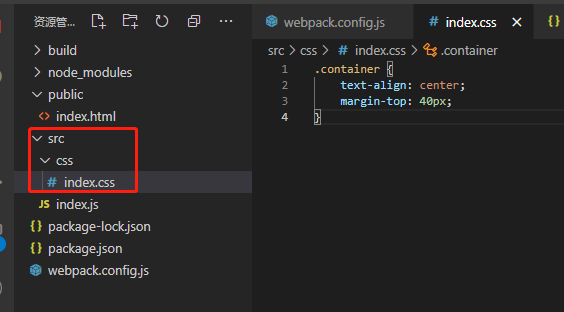 资源管...
webpack.config.js
index.css
build
node_modules
public
index.html
src
css
index.css
index.js
package-lock.json
package.json
webpack.config.js
src > css > # index.css > .container
1 .container {
2 text-align: center;
3 margin-top: 40px;
4 }